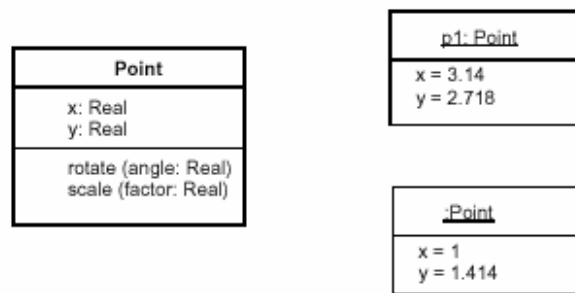 Point
x: Real
y: Real
rotate (angle: Real)
scale (factor: Real)
p1: Point
x = 3.14
y = 2.718
:Point
x = 1
y = 1.414